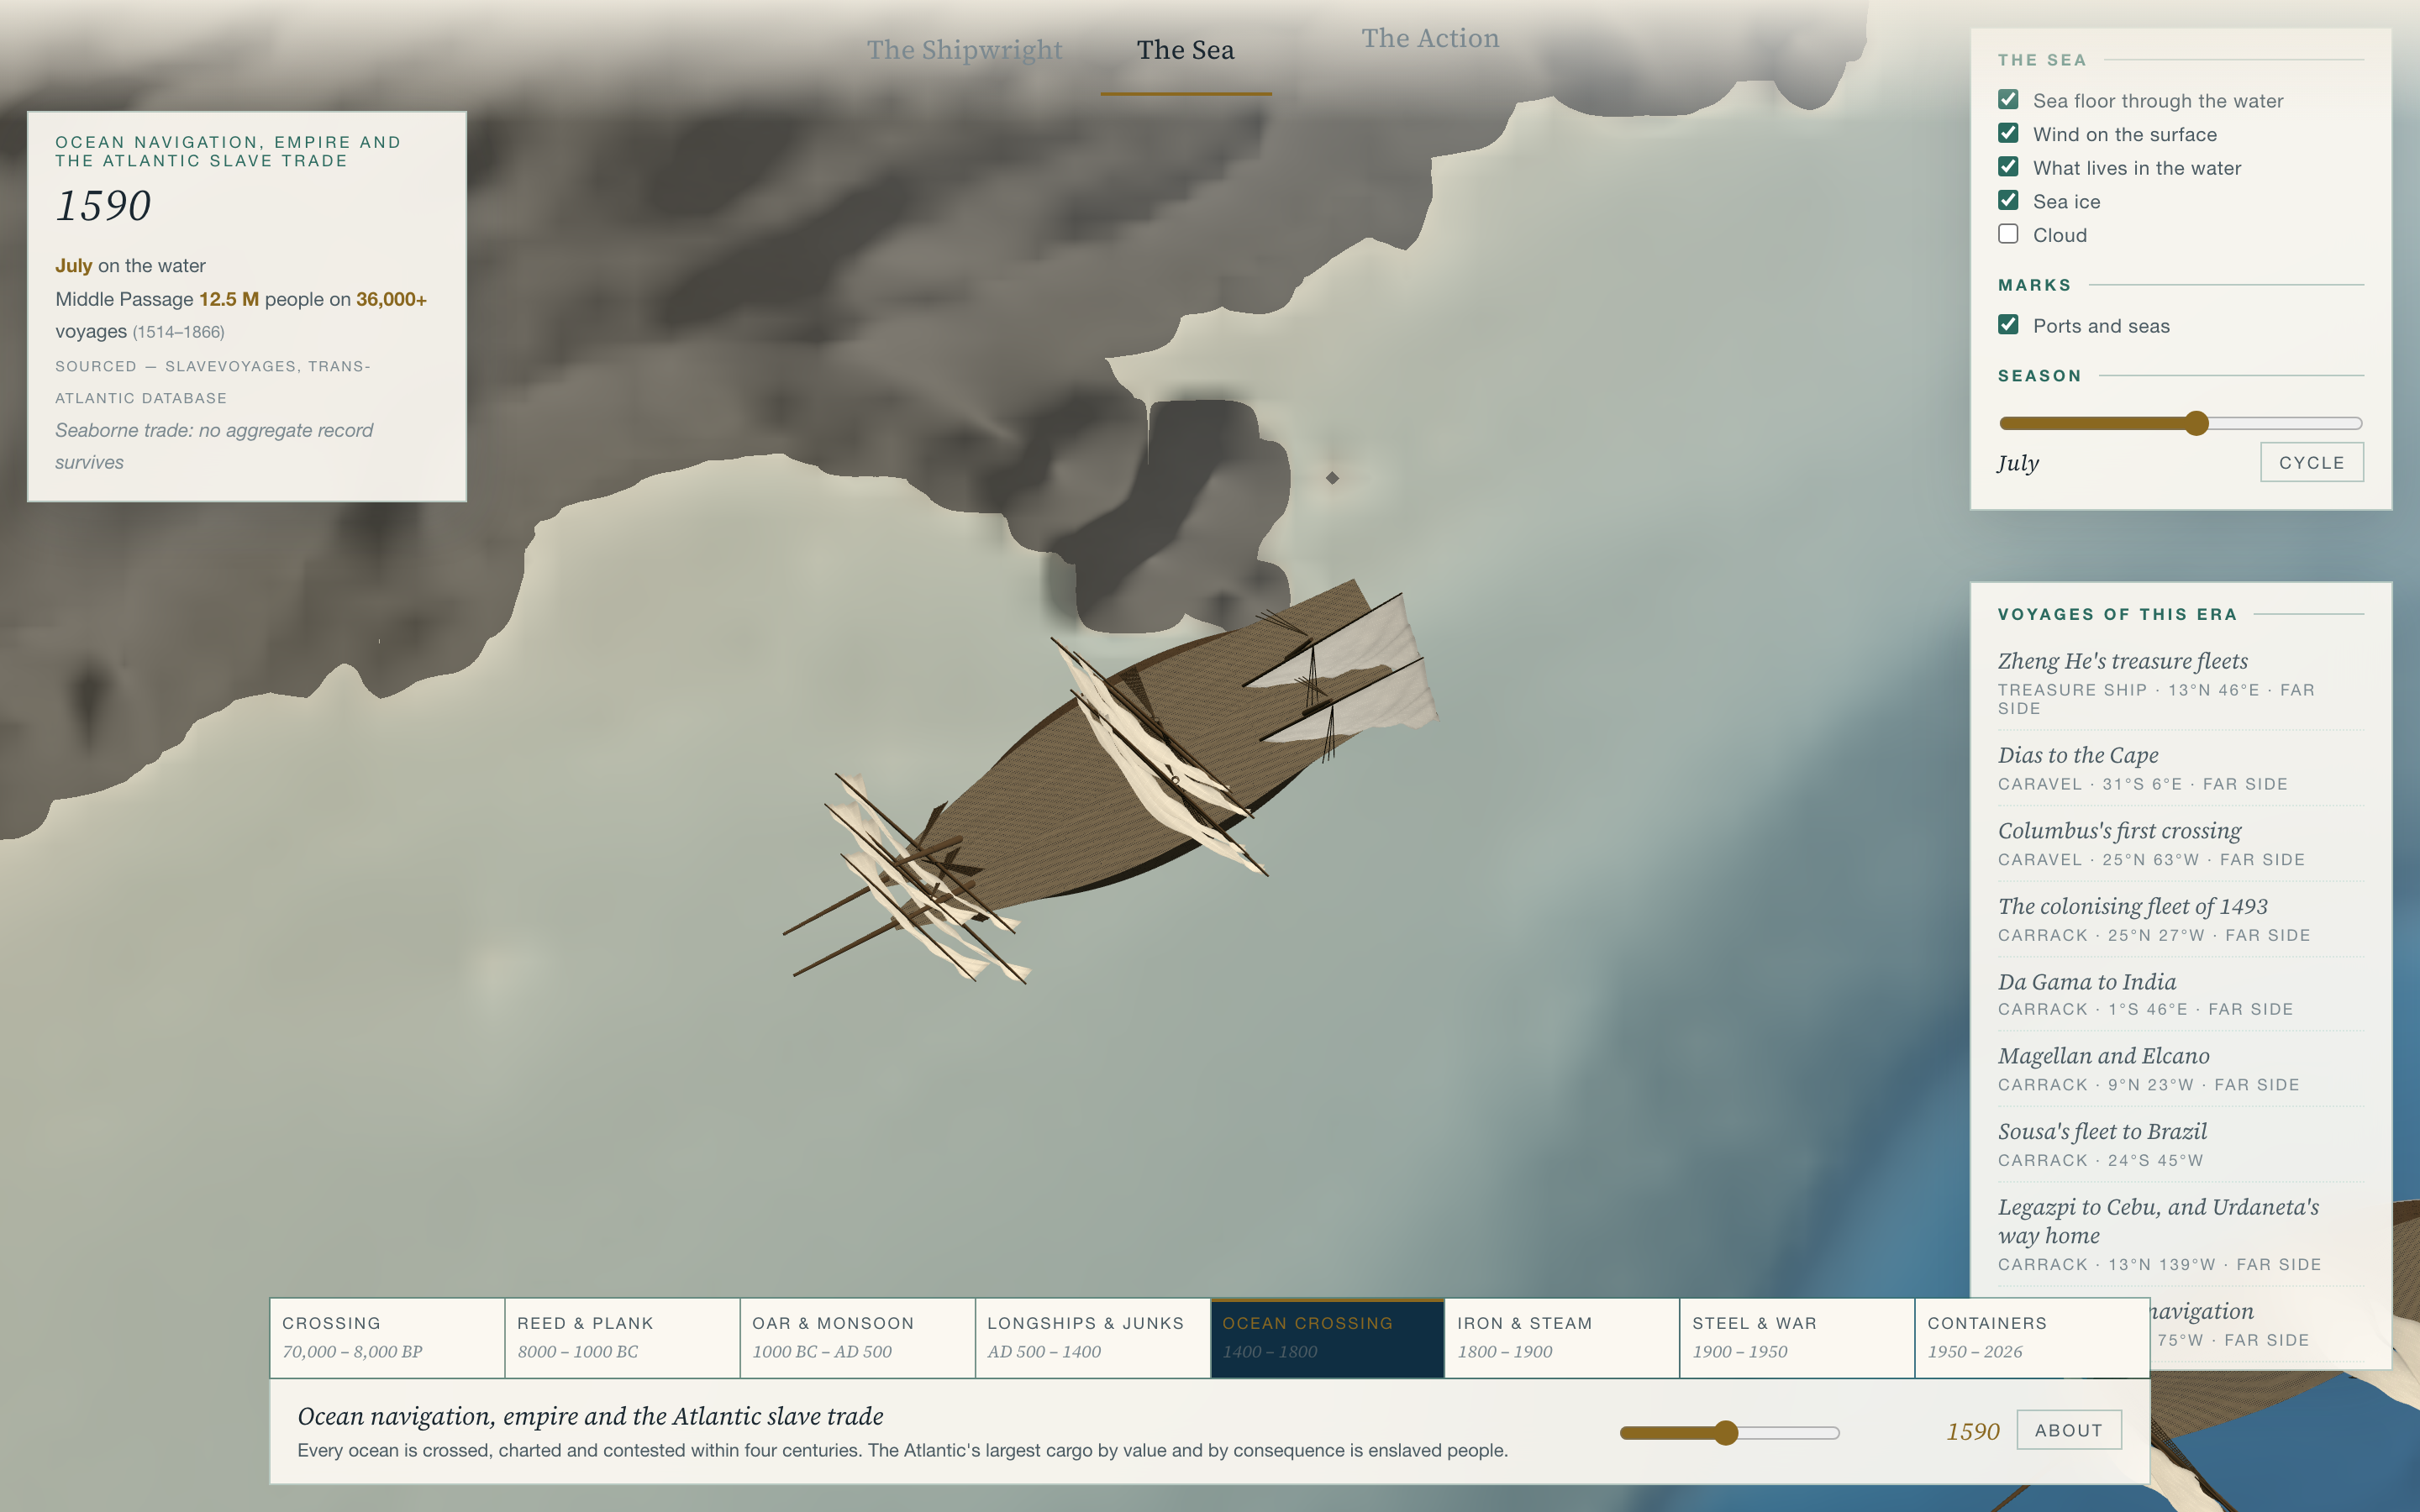 The Shipwright
The Sea
The Action
OCEAN NAVIGATION, EMPIRE AND
THE ATLANTIC SLAVE TRADE
1590
July on the water
Middle Passage 12.5 M people on 36,000+
voyages (1514–1866)
SOURCED — SLAVEVOYAGES, TRANS-
ATLANTIC DATABASE
Seaborne trade: no aggregate record
survives
THE SEA
Sea floor through the water
Wind on the surface
What lives in the water
Sea ice
Cloud
MARKS
Ports and seas
SEASON
July
CYCLE
VOYAGES OF THIS ERA
Zheng He's treasure fleets
TREASURE SHIP · 13°N 46°E · FAR
SIDE
Dias to the Cape
CARAVEL · 31°S 6°E · FAR SIDE
Columbus's first crossing
CARAVEL · 25°N 63°W · FAR SIDE
The colonising fleet of 1493
CARRACK · 25°N 27°W · FAR SIDE
Da Gama to India
CARRACK · 1°S 46°E · FAR SIDE
Magellan and Elcano
CARRACK · 9°N 23°W · FAR SIDE
Sousa's fleet to Brazil
CARRACK · 24°S 45°W
Legazpi to Cebu, and Urdaneta's
way home
CARRACK · 13°N 139°W · FAR SIDE
navigation
75°W · FAR SIDE
CROSSING
70,000 – 8,000 BP
REED & PLANK
8000 – 1000 BC
OAR & MONSOON
1000 BC – AD 500
LONGSHIPS & JUNKS
AD 500 – 1400
OCEAN CROSSING
1400 – 1800
IRON & STEAM
1800 – 1900
STEEL & WAR
1900 – 1950
CONTAINERS
1950 – 2026
Ocean navigation, empire and the Atlantic slave trade
Every ocean is crossed, charted and contested within four centuries. The Atlantic's largest cargo by value and by consequence is enslaved people.
1590
ABOUT